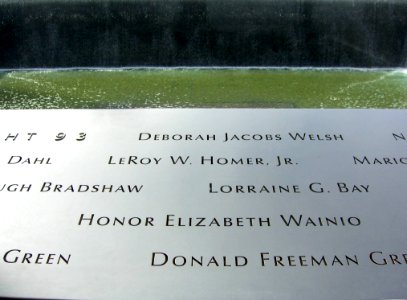 HT 93 DEBORAH JACOBS WELSH N
DAHL LEROY W. HOMER, JR. MARIO
UGH BRADSHAW LORRAINE G. BAY
HONOR ELIZABETH WAINIO
GREEN DONALD FREEMAN GRE